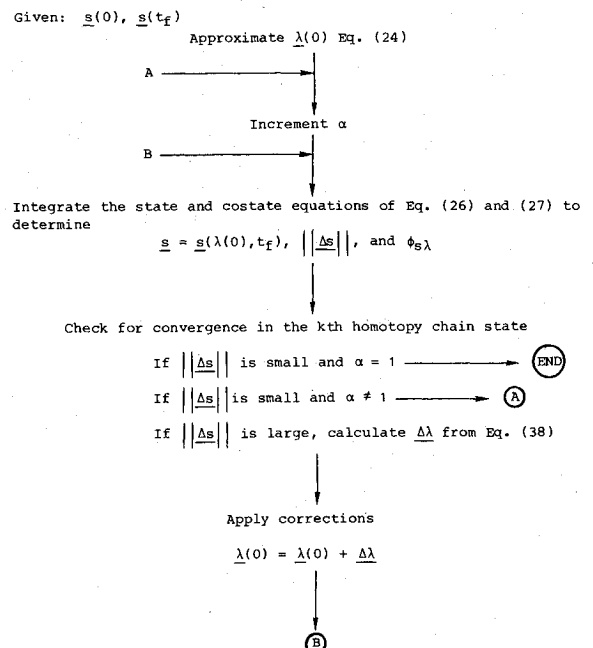 Given: s(0), s(tf)
Approximate λ(0) Eq. (24)
A
Increment α
B
Integrate the state and costate equations of Eq. (26) and (27) to
determine
s = s(λ(0),tf), ||Δs||, and ϕsλ
Check for convergence in the kth homotopy chain state
If ||Δs|| is small and α = 1 END
If ||Δs|| is small and α ≠ 1 A
If ||Δs|| is large, calculate Δλ from Eq. (38)
Apply corrections
λ(0) = λ(0) + Δλ
B